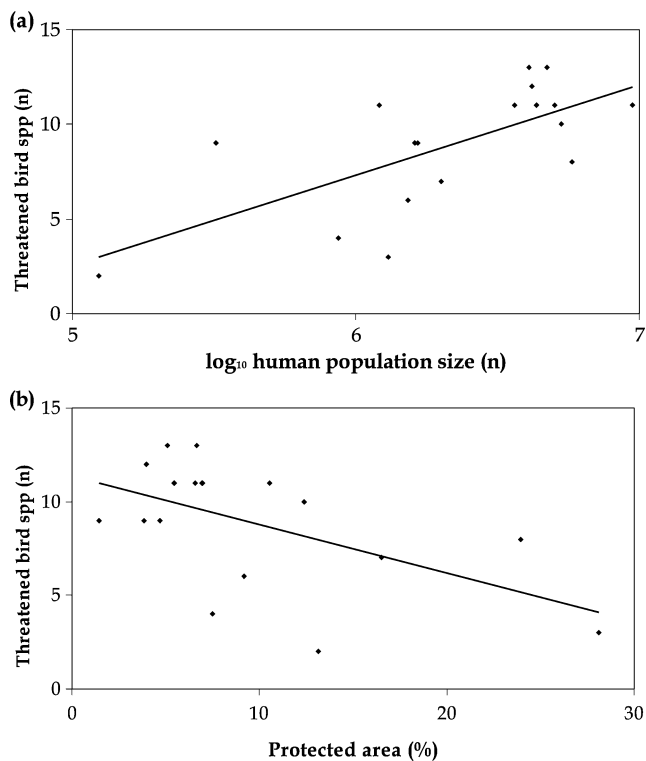 (a)
15
10
5
0
Threatened bird spp (n)
5 6 7
log₁₀ human population size (n)
(b)
15
10
5
0
Threatened bird spp (n)
0 10 20 30
Protected area (%)